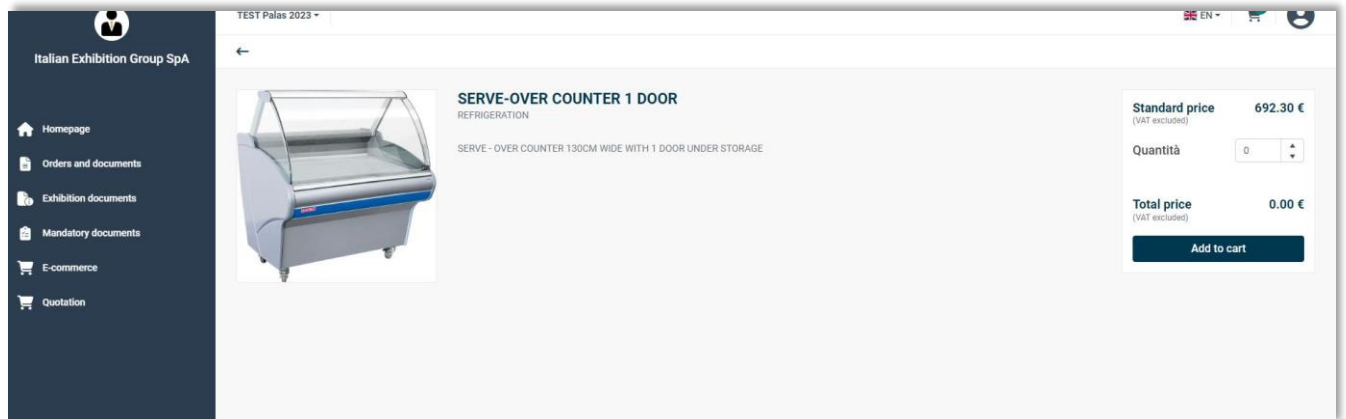 TEST Palas 2023
EN
Italian Exhibition Group SpA
Homepage
Orders and documents
Exhibition documents
Mandatory documents
E-commerce
Quotation
SERVE-OVER COUNTER 1 DOOR
REFRIGERATION
SERVE - OVER COUNTER 130CM WIDE WITH 1 DOOR UNDER STORAGE
Standard price 692.30 €
(VAT excluded)
Quantità 0
Total price 0.00 €
(VAT excluded)
Add to cart